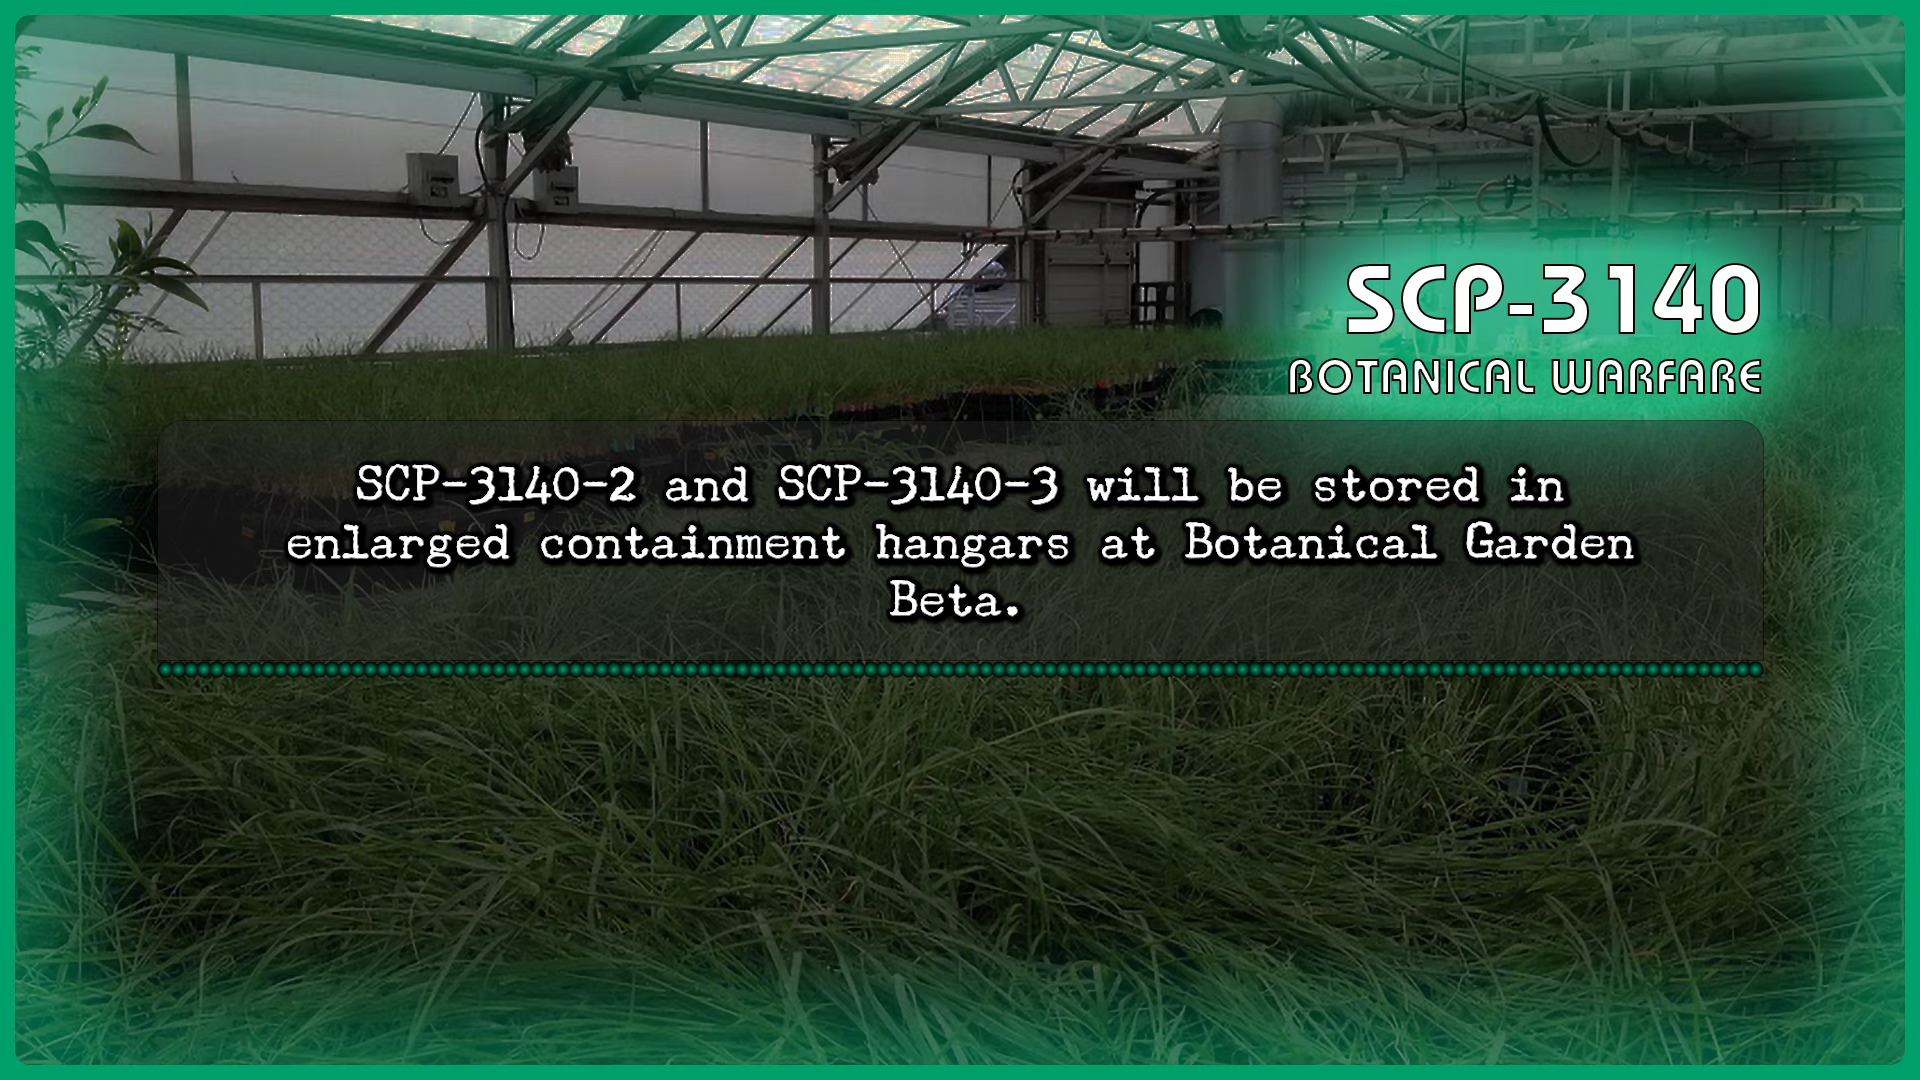 SCP-3140
BOTANICAL WARFARE
SCP-3140-2 and SCP-3140-3 will be stored in
enlarged containment hangars at Botanical Garden
Beta.